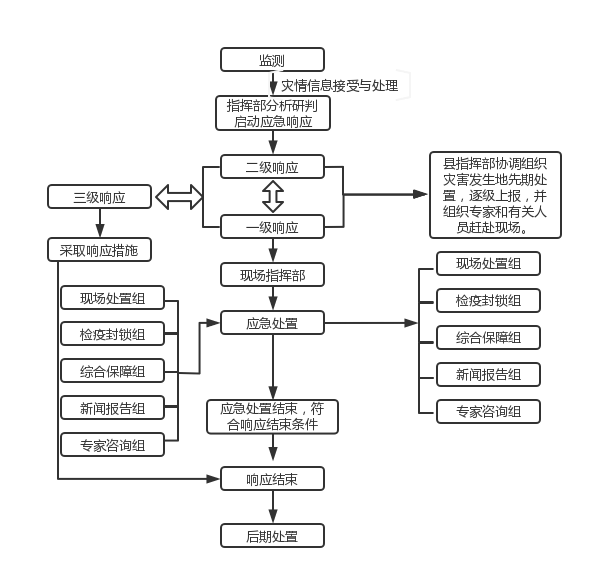 监测
灾情信息接受与处理
指挥部分析研判
启动应急响应
二级响应
县指挥部协调组织
灾害发生地先期处
置，逐级上报，并
组织专家和有关人
员赶赴现场。
三级响应
一级响应
采取响应措施
现场指挥部
现场处置组
检疫封锁组
综合保障组
新闻报告组
专家咨询组
应急处置
现场处置组
检疫封锁组
综合保障组
新闻报告组
专家咨询组
应急处置结束，符
合响应结束条件
响应结束
后期处置